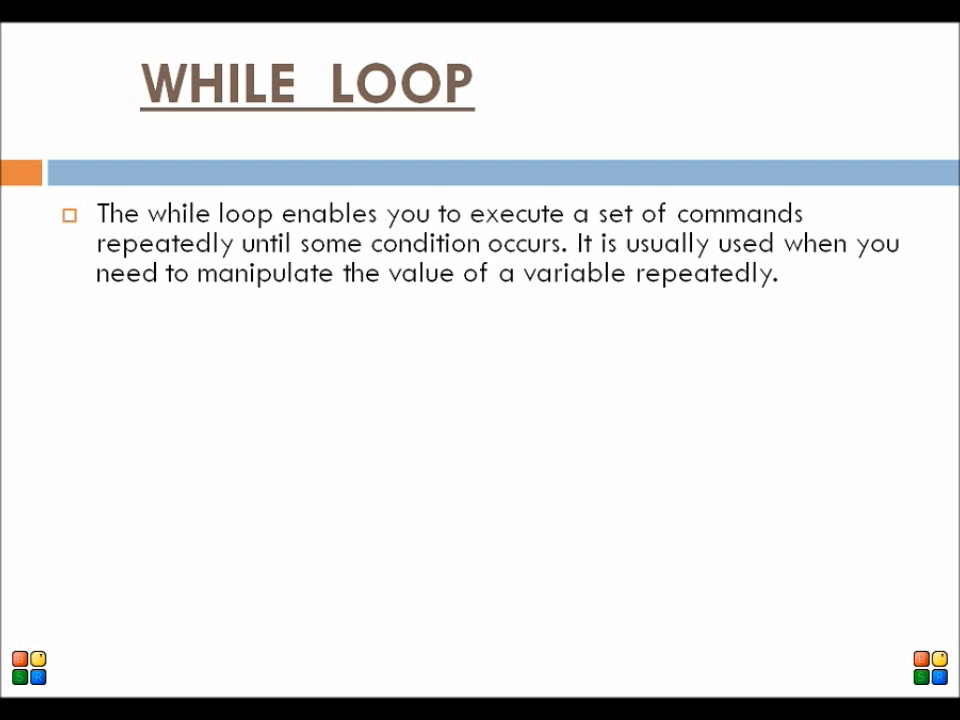 WHILE LOOP
The while loop enables you to execute a set of commands
repeatedly until some condition occurs. It is usually used when you
need to manipulate the value of a variable repeatedly.